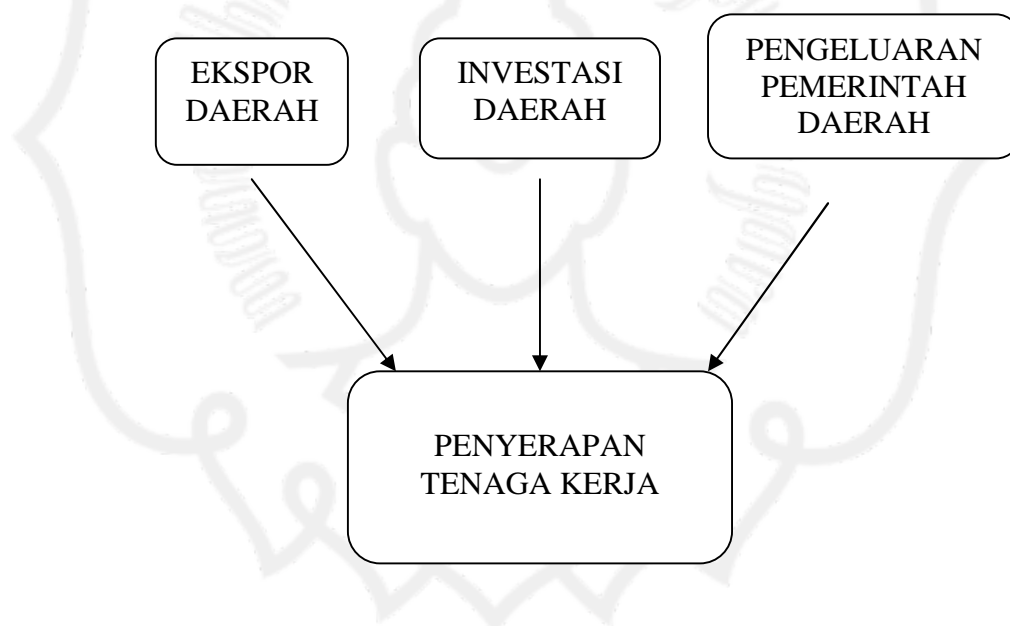 EKSPOR
DAERAH
INVESTASI
DAERAH
PENGELUARAN
PEMERINTAH
DAERAH
PENYERAPAN
TENAGA KERJA